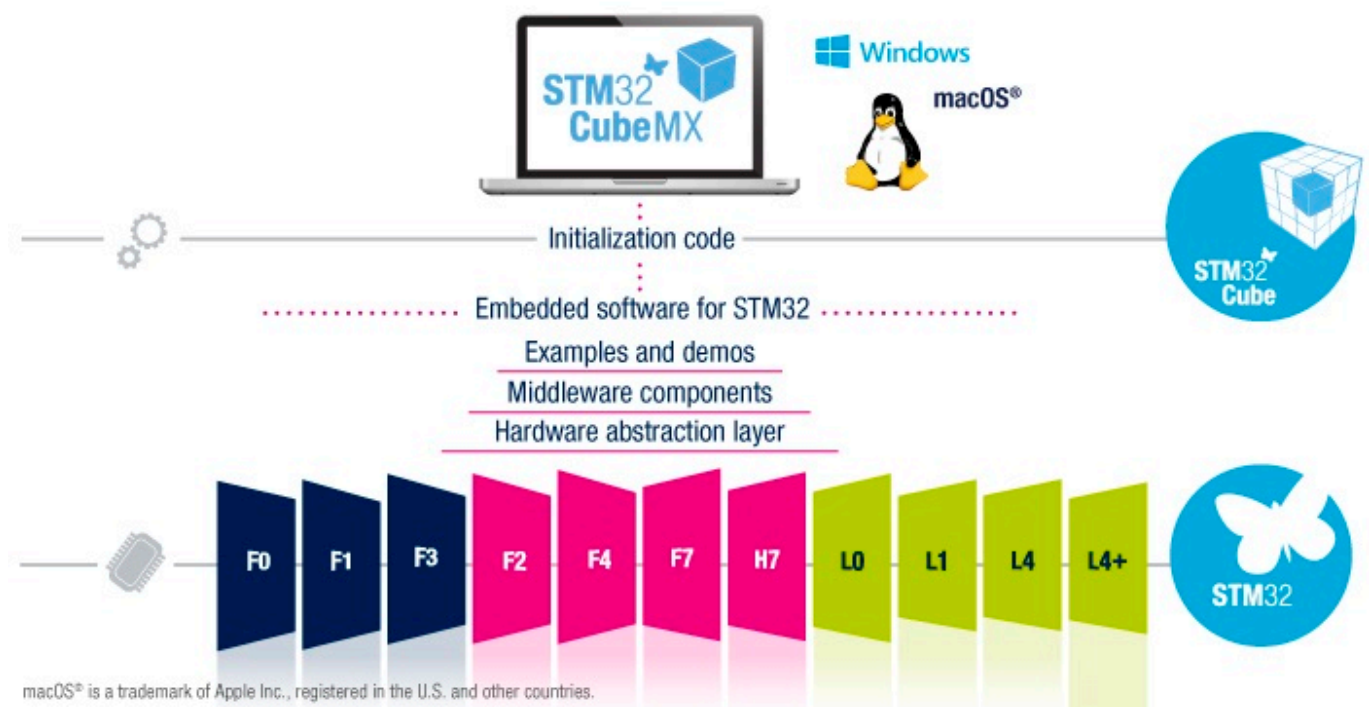 STM32
CubeMX
Windows
macOS®
Initialization code
STM32
Cube
Embedded software for STM32
Examples and demos
Middleware components
Hardware abstraction layer
F0 F1 F3 F2 F4 F7 H7 L0 L1 L4 L4+
STM32
macOS® is a trademark of Apple Inc., registered in the U.S. and other countries.